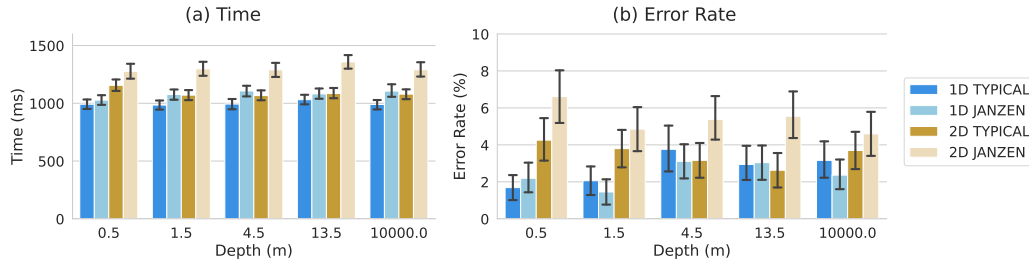 (a) Time
1500
1000
500
0
Time (ms)
0.5 1.5 4.5 13.5 10000.0
Depth (m)
(b) Error Rate
10
8
6
4
2
0
Error Rate (%)
0.5 1.5 4.5 13.5 10000.0
Depth (m)
1D TYPICAL
1D JANZEN
2D TYPICAL
2D JANZEN